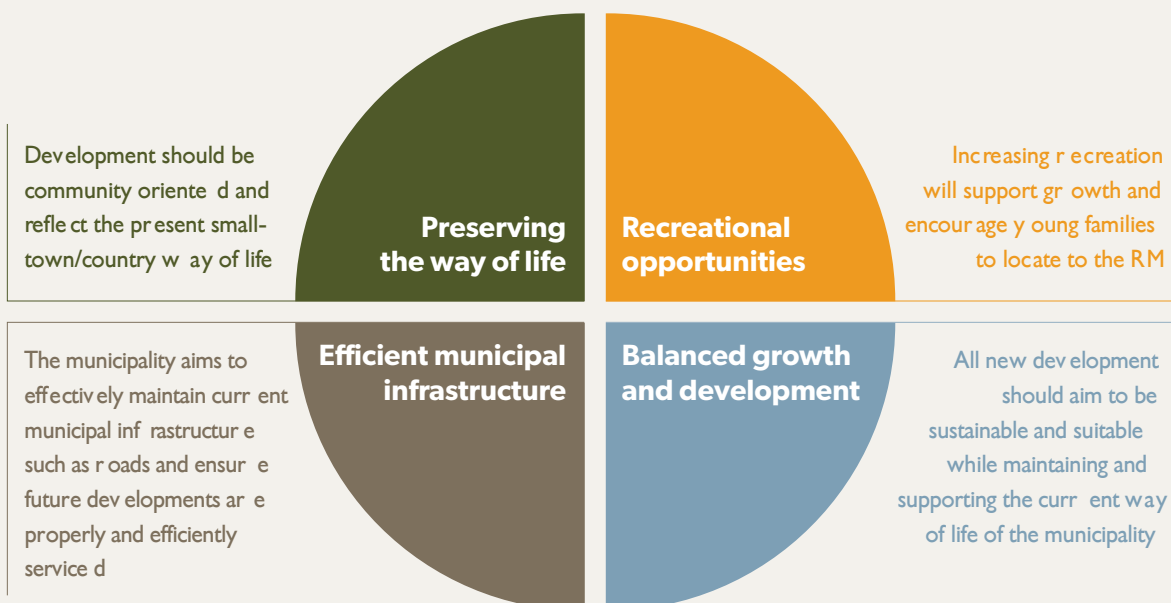 Development should be
community oriented and
reflect the present small-
town/country way of life
Preserving
the way of life
Recreational
opportunities
Increasing recreation
will support growth and
encourage young families
to locate to the RM
The municipality aims to
effectively maintain current
municipal infrastructure
such as roads and ensure
future developments are
properly and efficiently
serviced
Efficient municipal
infrastructure
Balanced growth
and development
All new development
should aim to be
sustainable and suitable
while maintaining and
supporting the current way
of life of the municipality